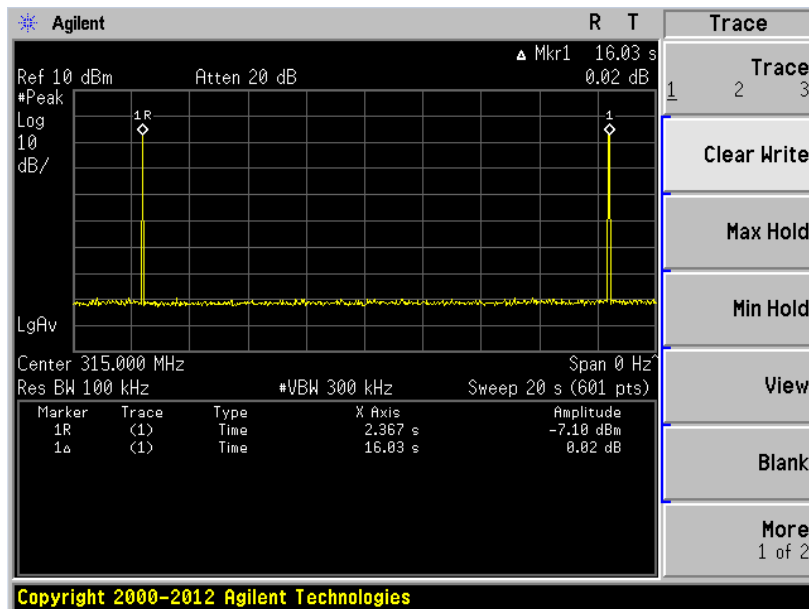 Agilent R T Trace
Δ Mkr1 16.03 s
Ref 10 dBm Atten 20 dB 0.02 dB
#Peak
Log
10
dB/
1R 1
LgAv
Center 315.000 MHz Span 0 Hz^
Res BW 100 kHz #VBW 300 kHz Sweep 20 s (601 pts)
Marker Trace Type X Axis Amplitude
1R (1) Time 2.367 s -7.10 dBm
1Δ (1) Time 16.03 s 0.02 dB
Trace
1 2 3
Clear Write
Max Hold
Min Hold
View
Blank
More
1 of 2
Copyright 2000-2012 Agilent Technologies